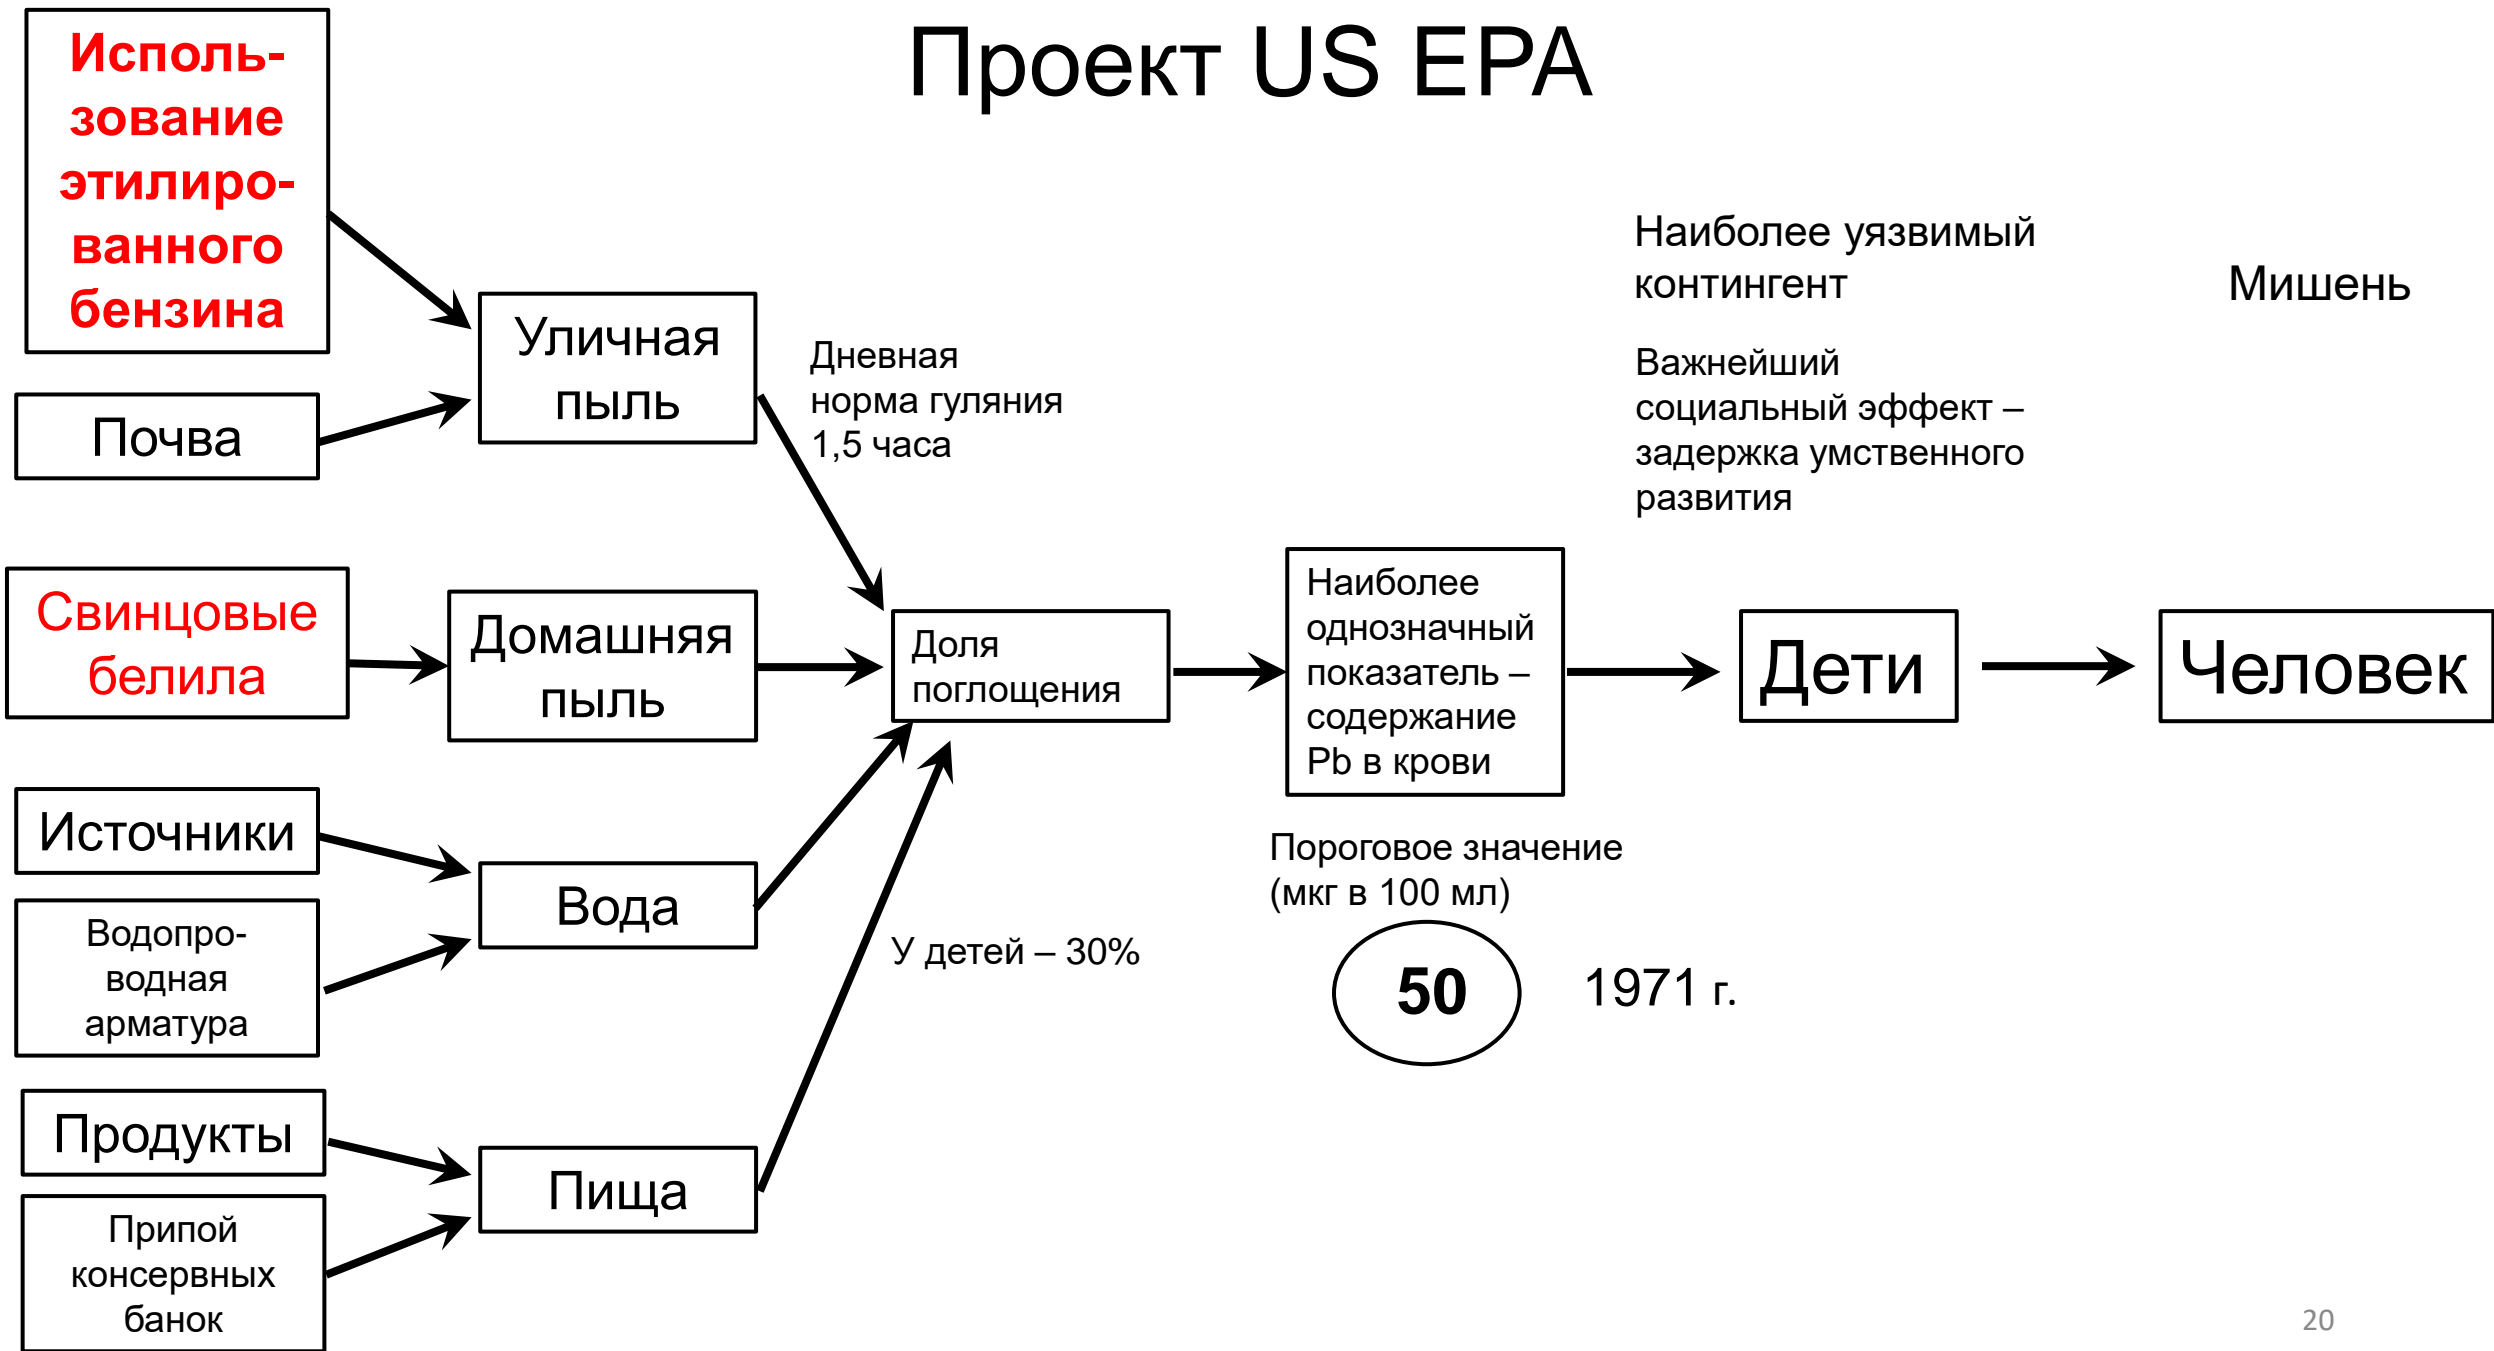 Проект US EPA
Исполь-
зование
этилиро-
ванного
бензина
Почва
Свинцовые
белила
Источники
Водопро-
водная
арматура
Продукты
Припой
консервных
банок
Уличная
пыль
Домашняя
пыль
Вода
Пища
Дневная
норма гуляния
1,5 часа
Доля
поглощения
У детей – 30%
Наиболее
однозначный
показатель –
содержание
Pb в крови
Пороговое значение
(мкг в 100 мл)
50
1971 г.
Наиболее уязвимый
контингент
Важнейший
социальный эффект –
задержка умственного
развития
Дети
Мишень
Человек
20